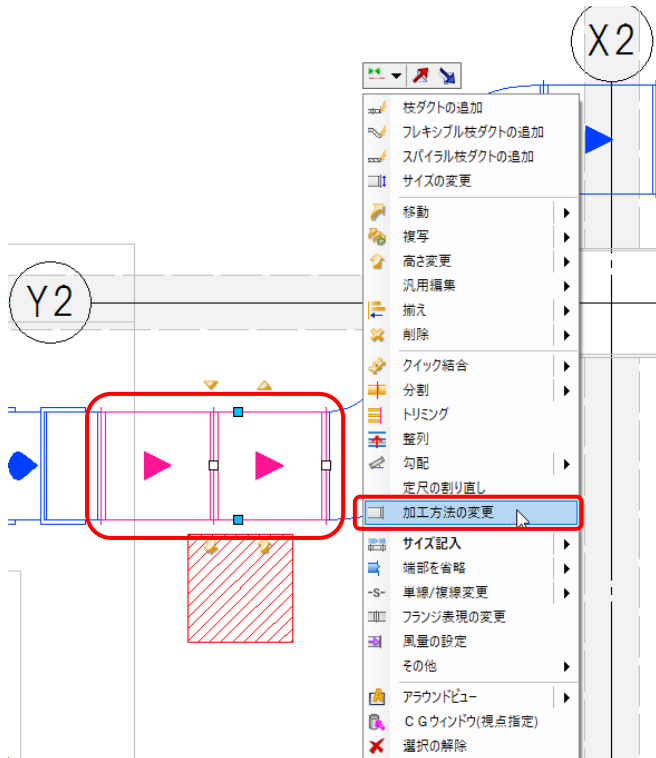 X2
Y2
枝ダクトの追加
フレキシブル枝ダクトの追加
スパイラル枝ダクトの追加
サイズの変更
移動
複写
高さ変更
汎用編集
揃え
削除
クイック結合
分割
トリミング
整列
勾配
定尺の割り直し
加工方法の変更
サイズ記入
端部を省略
単線/複線変更
フランジ表現の変更
風量の設定
その他
アラウンドビュー
CGウィンドウ(視点指定)
選択の解除